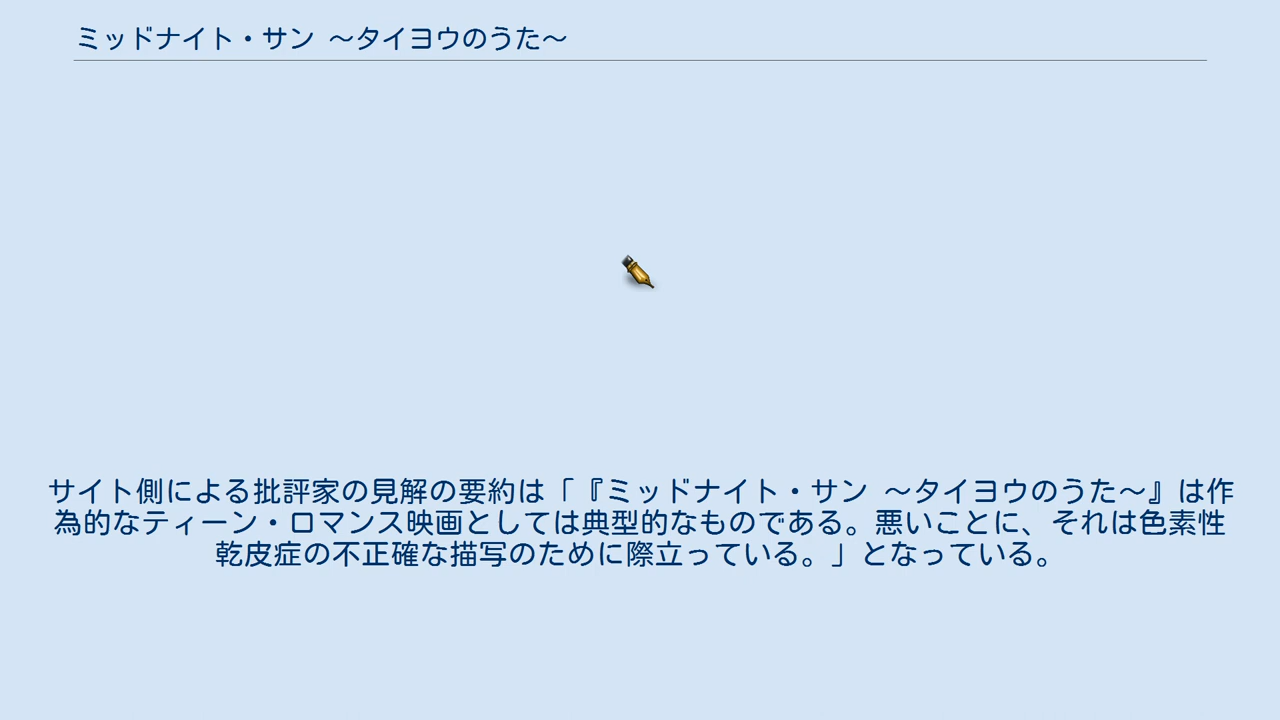 ミッドナイト・サン ～タイヨウのうた～
サイト側による批評家の見解の要約は「『ミッドナイト・サン ～タイヨウのうた～』は作
為的なティーン・ロマンス映画としては典型的なものである。悪いことに、それは色素性
乾皮症の不正確な描写のために際立っている。」となっている。